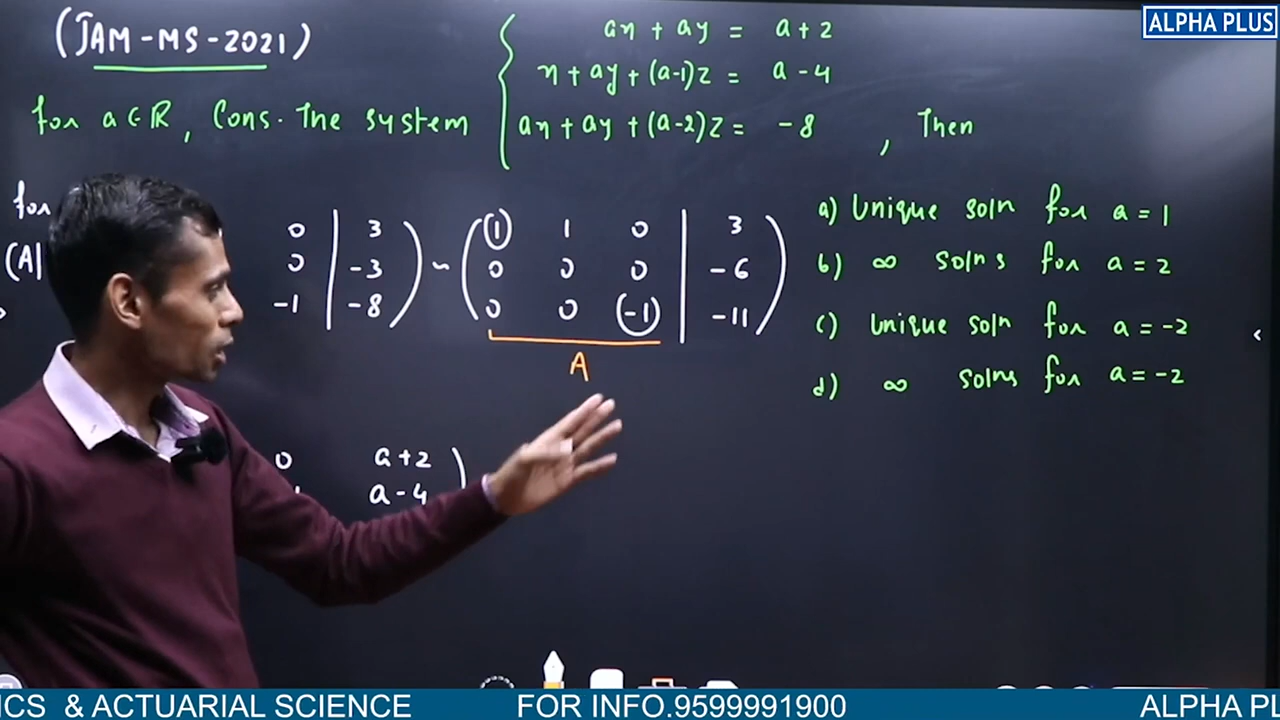 ALPHA PLUS
(JAM-MS-2021)
ax + ay = a+2
x + ay + (a-1)z = a-4
ax + ay + (a-2)z = -8
for a∈R, Cons. The system
, Then
for
(A|
0 | 3
0 | -3
-1 | -8
~
1 1 0 | 3
0 0 0 | -6
0 0 -1 | -11
A
a) Unique soln for a = 1
b) ∞ solns for a = 2
c) Unique soln for a = -2
d) ∞ solns for a = -2
0 a+2
a-4
ICS & ACTUARIAL SCIENCE FOR INFO.9599991900 ALPHA PL